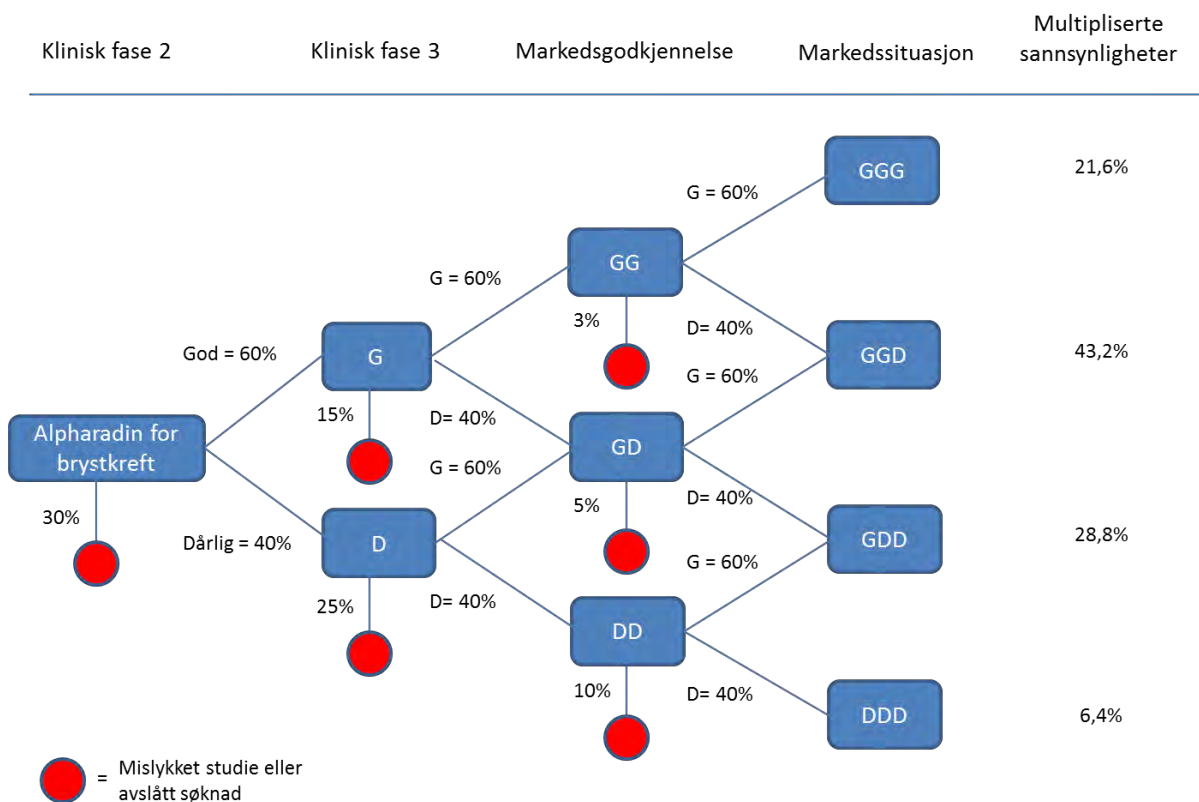 Klinisk fase 2
Klinisk fase 3
Markedsgodkjennelse
Markedssituasjon
Multipliserte
sannsynligheter
GGG
21,6%
G = 60%
GG
G = 60%
3%
D= 40%
God = 60%
G
GGD
43,2%
G = 60%
15%
D= 40%
Alpharadin for
brystkreft
GD
G = 60%
30%
5%
D= 40%
Dårlig = 40%
D
GDD
28,8%
G = 60%
25%
D= 40%
DD
10%
D= 40%
DDD
6,4%
= Mislykket studie eller
avslått søknad